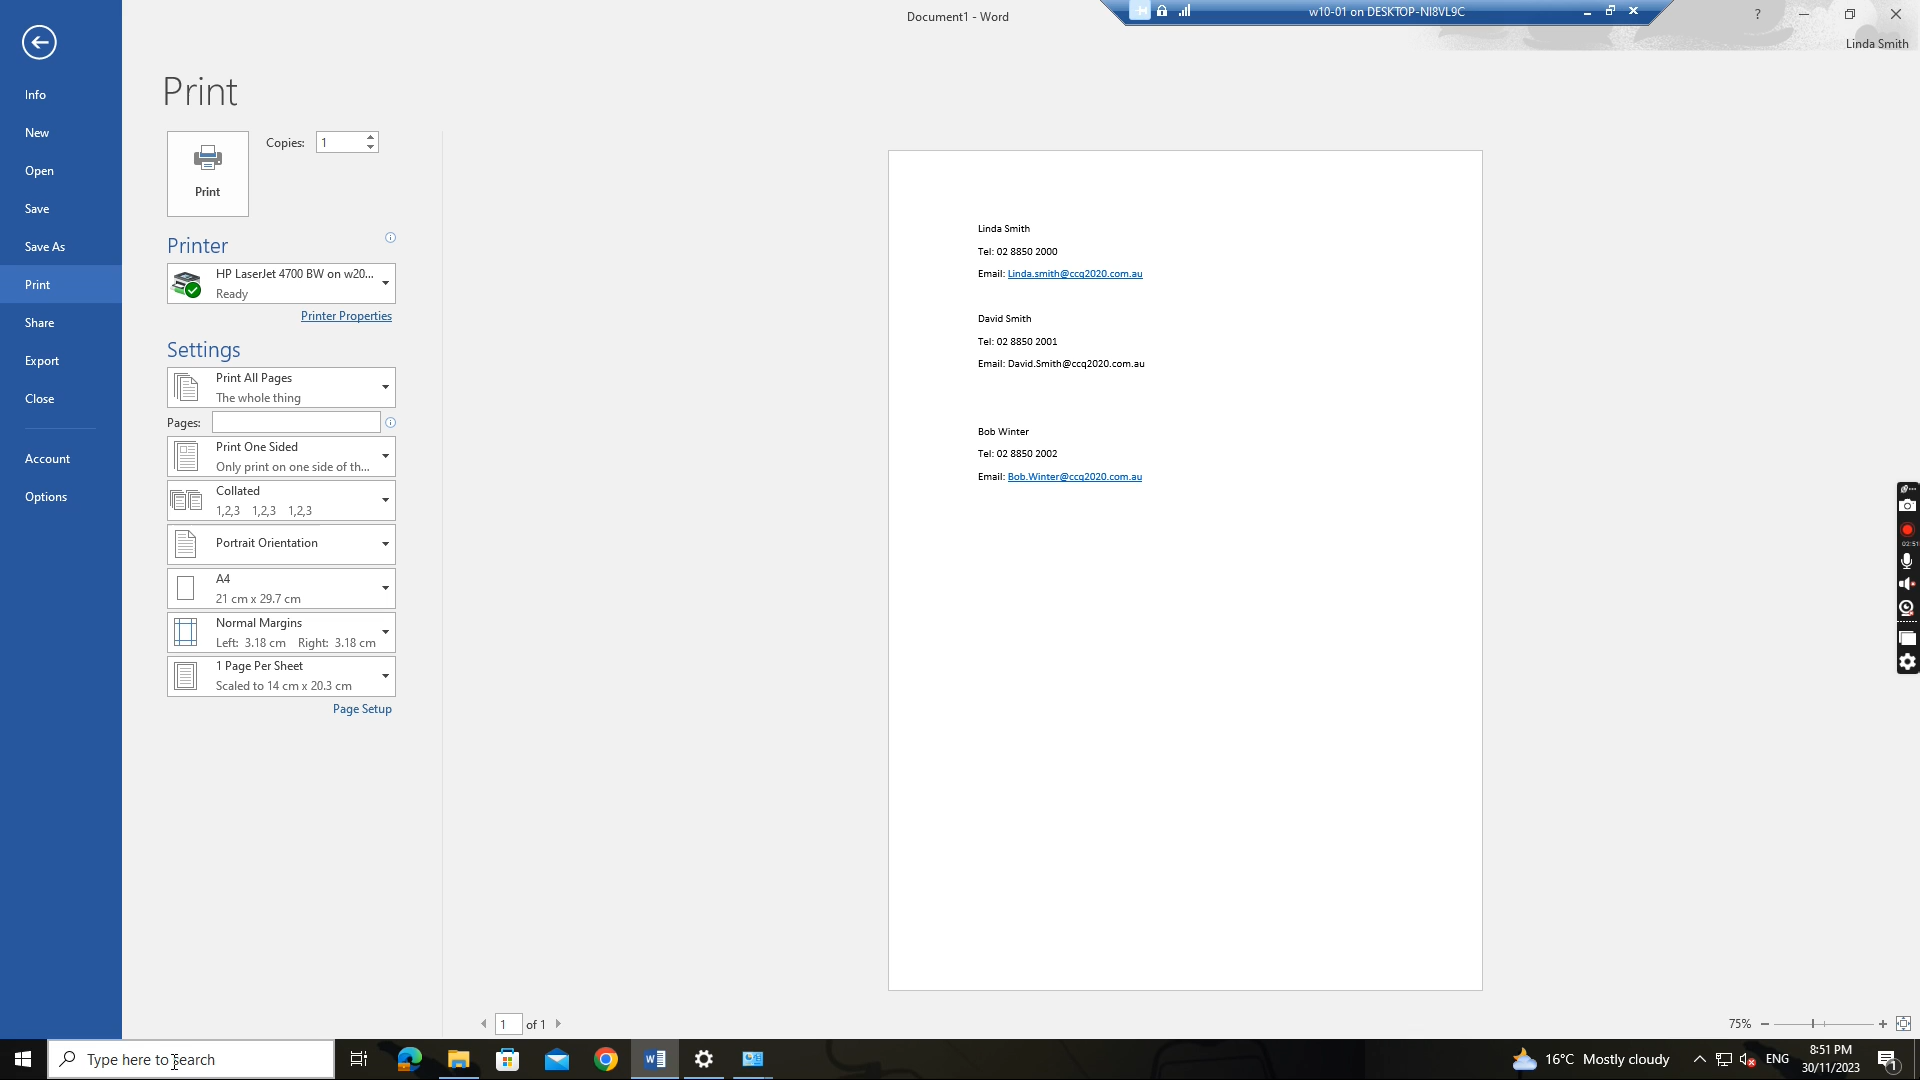 Document1 - Word
w10-01 on DESKTOP-NI8VL9C
?
Linda Smith
Info
New
Open
Save
Save As
Print
Share
Export
Close
Account
Options
Print
Print
Copies: 1
Printer
HP LaserJet 4700 BW on w20...
Ready
Printer Properties
Settings
Print All Pages
The whole thing
Pages:
Print One Sided
Only print on one side of th...
Collated
1,2,3 1,2,3 1,2,3
Portrait Orientation
A4
21 cm x 29.7 cm
Normal Margins
Left: 3.18 cm Right: 3.18 cm
1 Page Per Sheet
Scaled to 14 cm x 20.3 cm
Page Setup
Linda Smith
Tel: 02 8850 2000
Email: Linda.smith@ccq2020.com.au
David Smith
Tel: 02 8850 2001
Email: David.Smith@ccq2020.com.au
Bob Winter
Tel: 02 8850 2002
Email: Bob.Winter@ccq2020.com.au
02:51
1 of 1
75%
Type here to search
16°C Mostly cloudy
ENG
8:51 PM
30/11/2023
1